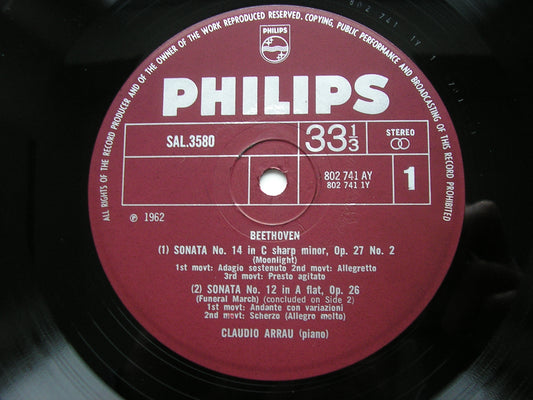 ALL RIGHTS OF THE RECORD PRODUCER AND OF THE OWNER OF THE WORK REPRODUCED RESERVED. COPYING, PUBLIC PERFORMANCE AND BROADCASTING OF THIS RECORD PROHIBITED
PHILIPS
PHILIPS
SAL.3580
33 1/3
STEREO
802 741 AY
802 741 1Y
1
℗ 1962
BEETHOVEN
(1) SONATA No. 14 in C sharp minor, Op. 27 No. 2
(Moonlight)
1st movt: Adagio sostenuto 2nd movt: Allegretto
3rd movt: Presto agitato
(2) SONATA No. 12 in A flat, Op. 26
(Funeral March) (concluded on Side 2)
1st movt: Andante con variazioni
2nd movt: Scherzo (Allegro molto)
CLAUDIO ARRAU (piano)